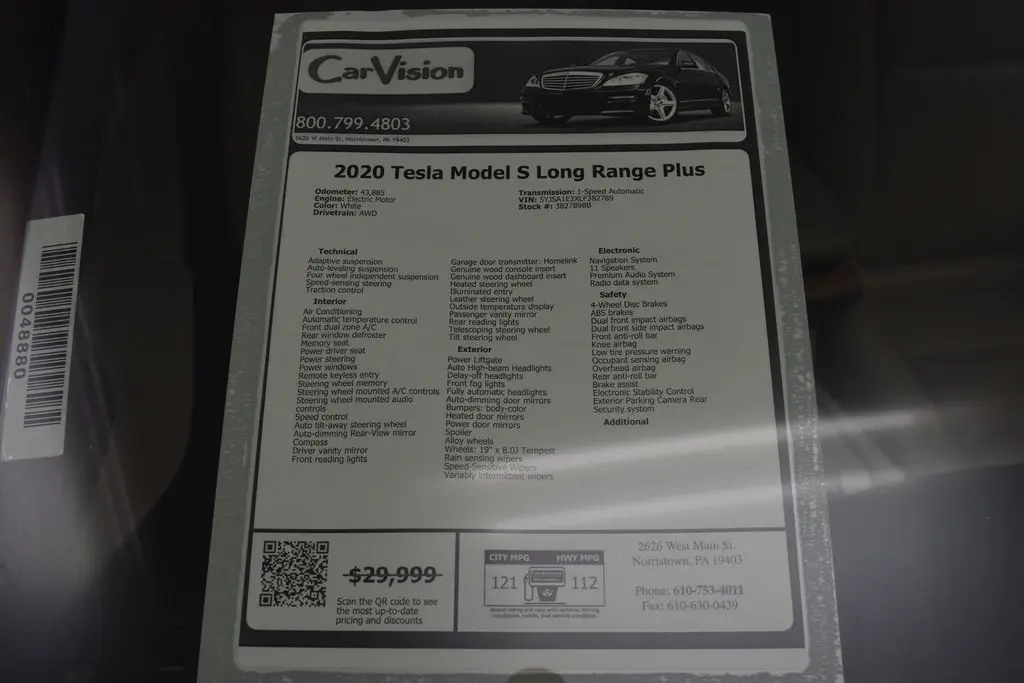 CarVision
800.799.4803
2626 W Main St, Norristown, PA 19403
2020 Tesla Model S Long Range Plus
Odometer: 43,885
Engine: Electric Motor
Color: White
Drivetrain: AWD
Transmission: 1-Speed Automatic
VIN: 5YJSA1E2XLF382789
Stock #: 382789BB
Technical
Adaptive suspension
Auto-leveling suspension
Four wheel independent suspension
Speed-sensing steering
Traction control
Interior
Air Conditioning
Automatic temperature control
Front dual zone A/C
Rear window defroster
Memory seat
Power driver seat
Power steering
Power windows
Remote keyless entry
Steering wheel memory
Steering wheel mounted A/C controls
Steering wheel mounted audio
controls
Speed control
Auto tilt-away steering wheel
Auto-dimming Rear-View mirror
Compass
Driver vanity mirror
Front reading lights
Garage door transmitter: Homelink
Genuine wood console insert
Genuine wood dashboard insert
Heated steering wheel
Illuminated entry
Leather steering wheel
Outside temperature display
Passenger vanity mirror
Rear reading lights
Telescoping steering wheel
Tilt steering wheel
Exterior
Power Liftgate
Auto High-beam Headlights
Delay-off headlights
Front fog lights
Fully automatic headlights
Auto-dimming door mirrors
Bumpers: body-color
Heated door mirrors
Power door mirrors
Spoiler
Alloy wheels
Wheels: 19" x 8.0J Tempest
Rain sensing wipers
Speed-Sensitive Wipers
Variably intermittent wipers
Electronic
Navigation System
11 Speakers
Premium Audio System
Radio data system
Safety
4-Wheel Disc Brakes
ABS brakes
Dual front impact airbags
Dual front side impact airbags
Front anti-roll bar
Knee airbag
Low tire pressure warning
Occupant sensing airbag
Overhead airbag
Rear anti-roll bar
Brake assist
Electronic Stability Control
Exterior Parking Camera Rear
Security system
Additional
$29,999
Scan the QR code to see
the most up-to-date
pricing and discounts
CITY MPG HWY MPG
121 112
Actual rating will vary with options, driving
conditions, habits, and vehicle condition.
2626 West Main St.
Norristown, PA 19403
Phone: 610-753-4011
Fax: 610-630-0439
0048880